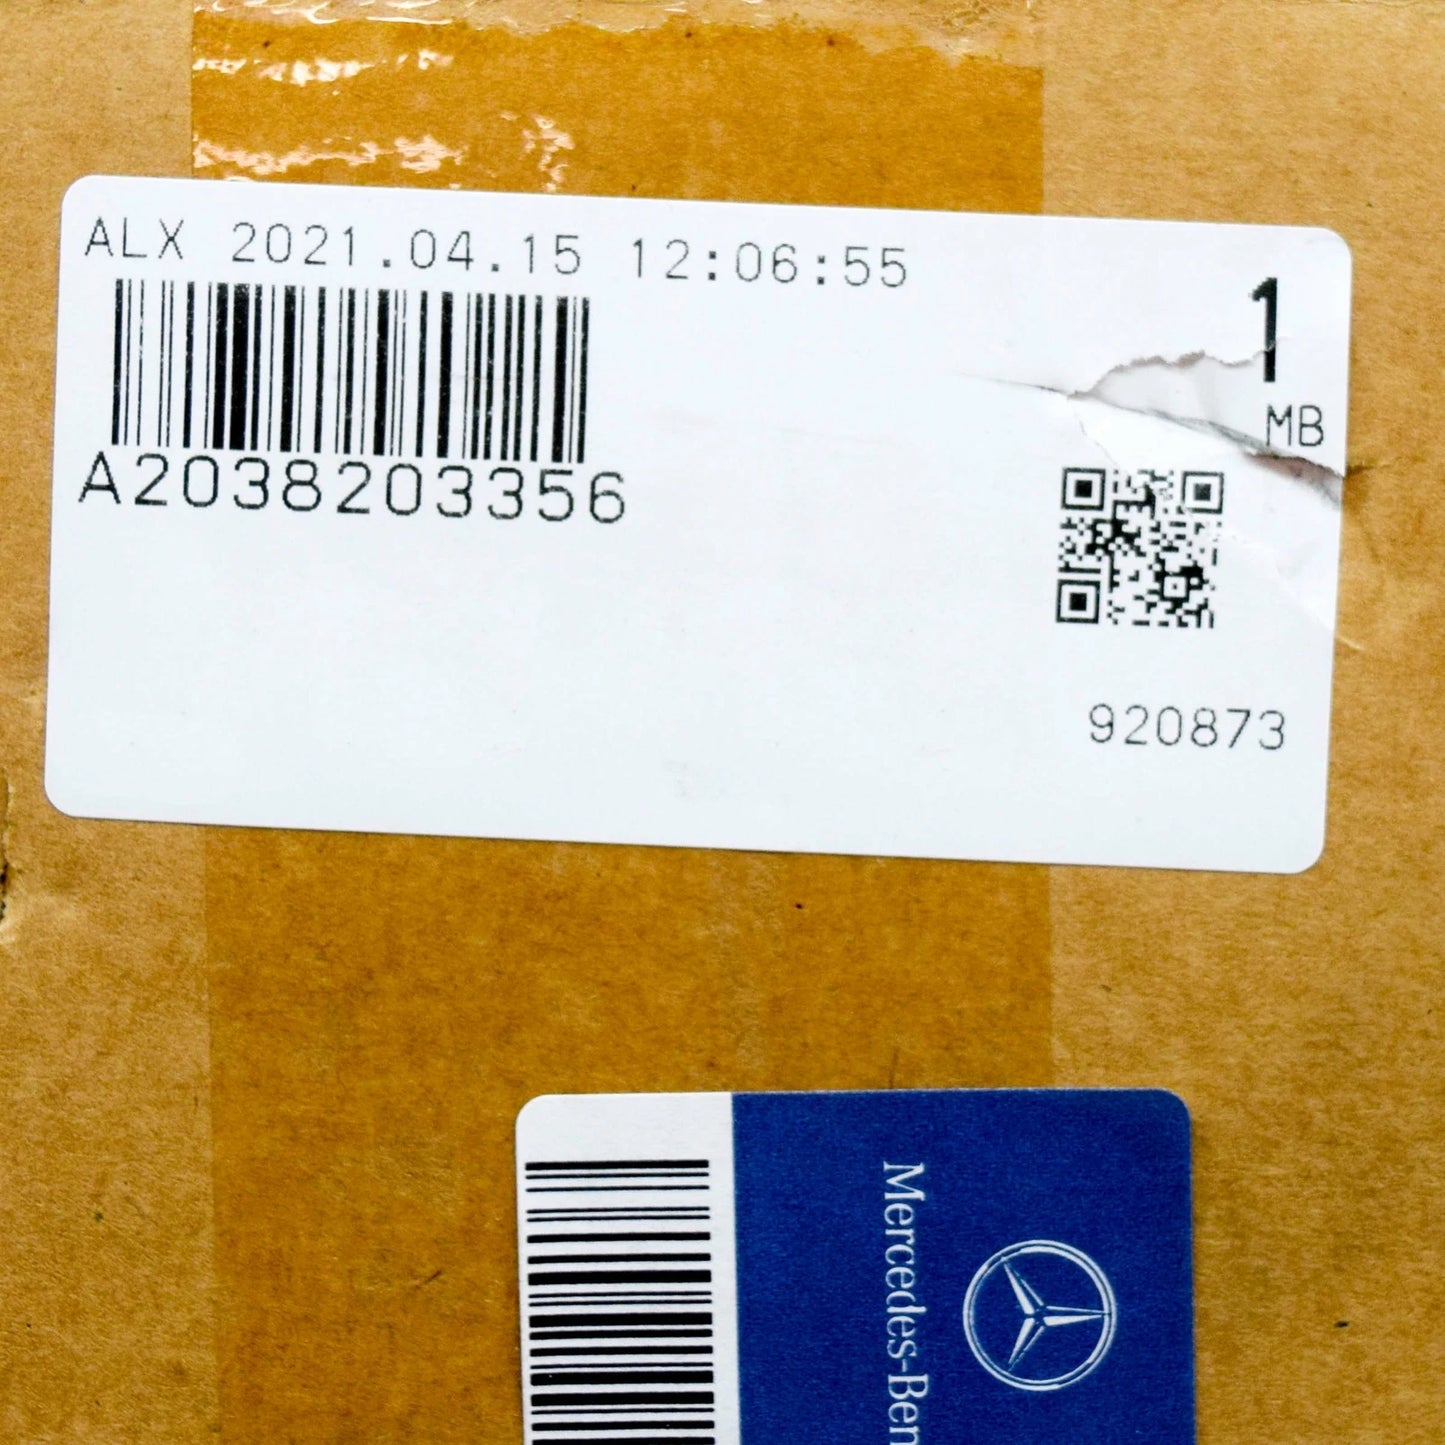 ALX 2021.04.15 12:06:55
1
MB
A2038203356
920873
Mercedes-Ben